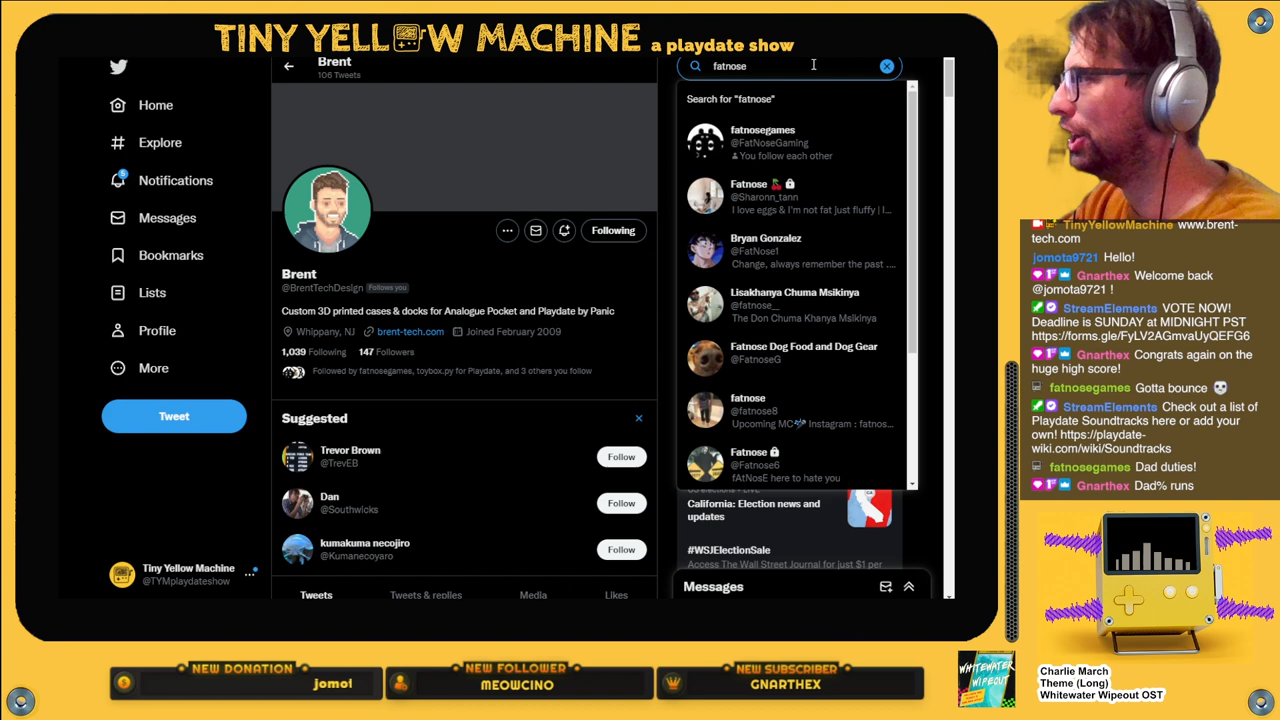 TINY YELLOW MACHINE a playdate show
Home
Explore
5
Notifications
Messages
Bookmarks
Lists
Profile
More
Tweet
Tiny Yellow Machine
@TYMplaydateshow
Brent
106 Tweets
Following
Brent
@BrentTechDesign Follows you
Custom 3D printed cases & docks for Analogue Pocket and Playdate by Panic
Whippany, NJ brent-tech.com Joined February 2009
1,039 Following 147 Followers
Followed by fatnosegames, toybox.py for Playdate, and 3 others you follow
Suggested
Trevor Brown
@TrevEB
Follow
Dan
@Southwicks
Follow
kumakuma necojiro
@Kumanecoyaro
Follow
Tweets Tweets & replies Media Likes
fatnose
Search for "fatnose"
fatnosegames
@FatNoseGaming
You follow each other
Fatnose 🍒 🔒
@Sharonn_tann
I love eggs & I'm not fat just fluffy | I...
Bryan Gonzalez
@FatNose1
Change, always remember the past ....
Lisakhanya Chuma Msikinya
@fatnose__
The Don Chuma Khanya Msikinya
Fatnose Dog Food and Dog Gear
@FatNoseG
fatnose
@fatnose8
Upcoming MC Instagram : fatnos...
Fatnose 🔒
@Fatnose6
fAtNosE here to hate you
California: Election news and
updates
#WSJElectionSale
Access The Wall Street Journal for just $1 per
Messages
TinyYellowMachine www.brent-
tech.com
jomota9721 Hello!
Gnarthex Welcome back
@jomota9721 !
StreamElements VOTE NOW!
Deadline is SUNDAY at MIDNIGHT PST
https://forms.gle/FyLV2AGmvaUyQEFG6
Gnarthex Congrats again on the
huge high score!
fatnosegames Gotta bounce 💀
StreamElements Check out a list of
Playdate Soundtracks here or add your
own! https://playdate-
wiki.com/wiki/Soundtracks
fatnosegames Dad duties!
Gnarthex Dad% runs
NEW DONATION
jomo!
NEW FOLLOWER
MEOWCINO
NEW SUBSCRIBER
GNARTHEX
WHITEWATER
WIPEOUT
Charlie March
Theme (Long)
Whitewater Wipeout OST